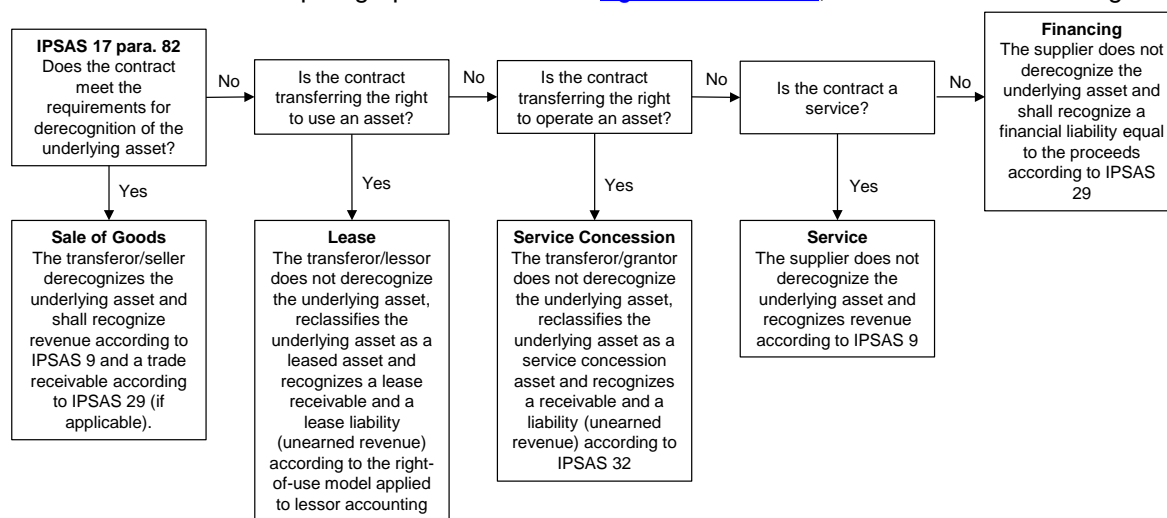 IPSAS 17 para. 82
Does the contract
meet the
requirements for
derecognition of the
underlying asset?
No
Is the contract
transferring the right
to use an asset?
No
Is the contract
transferring the right
to operate an asset?
No
Is the contract a
service?
No
Financing
The supplier does not
derecognize the
underlying asset and
shall recognize a
financial liability equal
to the proceeds
according to IPSAS
29
Yes
Yes
Yes
Yes
Sale of Goods
The transferor/seller
derecognizes the
underlying asset and
shall recognize
revenue according to
IPSAS 9 and a trade
receivable according
to IPSAS 29 (if
applicable).
Lease
The transferor/lessor
does not derecognize
the underlying asset,
reclassifies the
underlying asset as a
leased asset and
recognizes a lease
receivable and a
lease liability
(unearned revenue)
according to the right-
of-use model applied
to lessor accounting
Service Concession
The transferor/grantor
does not derecognize
the underlying asset,
reclassifies the
underlying asset as a
service concession
asset and recognizes
a receivable and a
liability (unearned
revenue) according to
IPSAS 32
Service
The supplier does not
derecognize the
underlying asset and
recognizes revenue
according to IPSAS 9